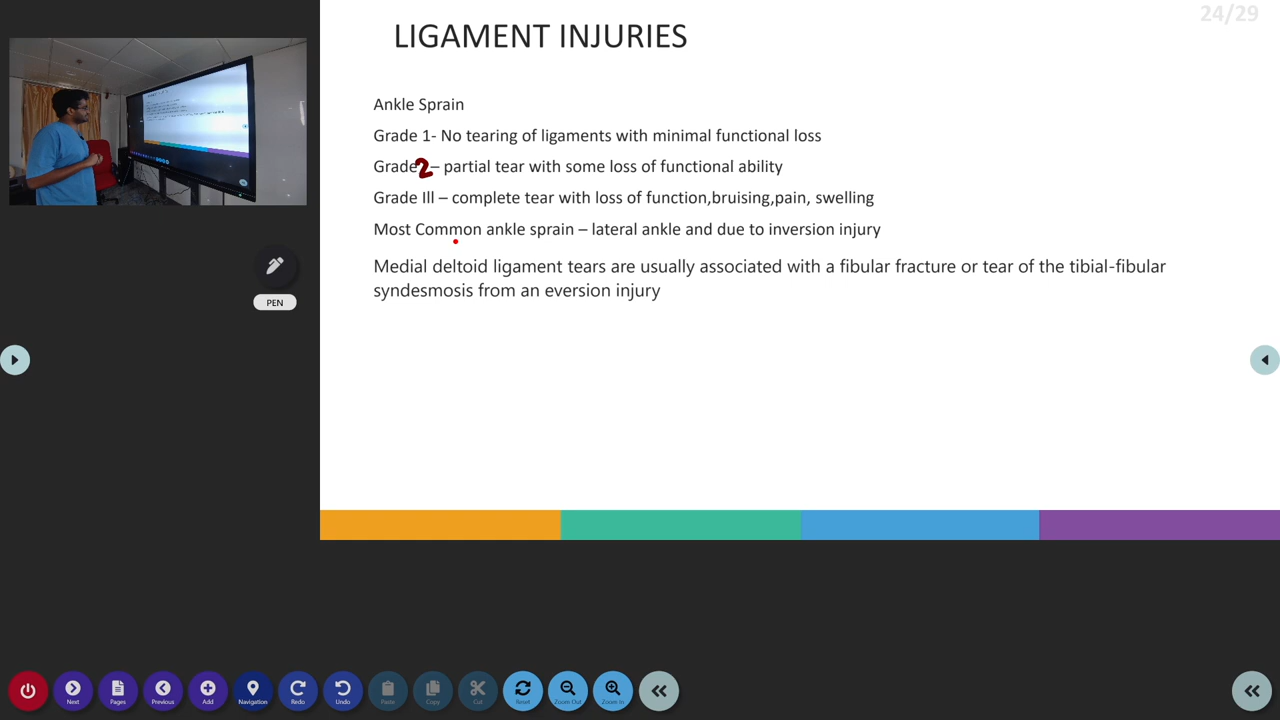 24/29
LIGAMENT INJURIES
Ankle Sprain
Grade 1- No tearing of ligaments with minimal functional loss
Grade 2 – partial tear with some loss of functional ability
Grade Ill – complete tear with loss of function,bruising,pain, swelling
Most Common ankle sprain – lateral ankle and due to inversion injury
Medial deltoid ligament tears are usually associated with a fibular fracture or tear of the tibial-fibular
syndesmosis from an eversion injury
PEN
Next Pages Previous Add Navigation Redo Undo Paste Copy Cut Reset Zoom Out Zoom In